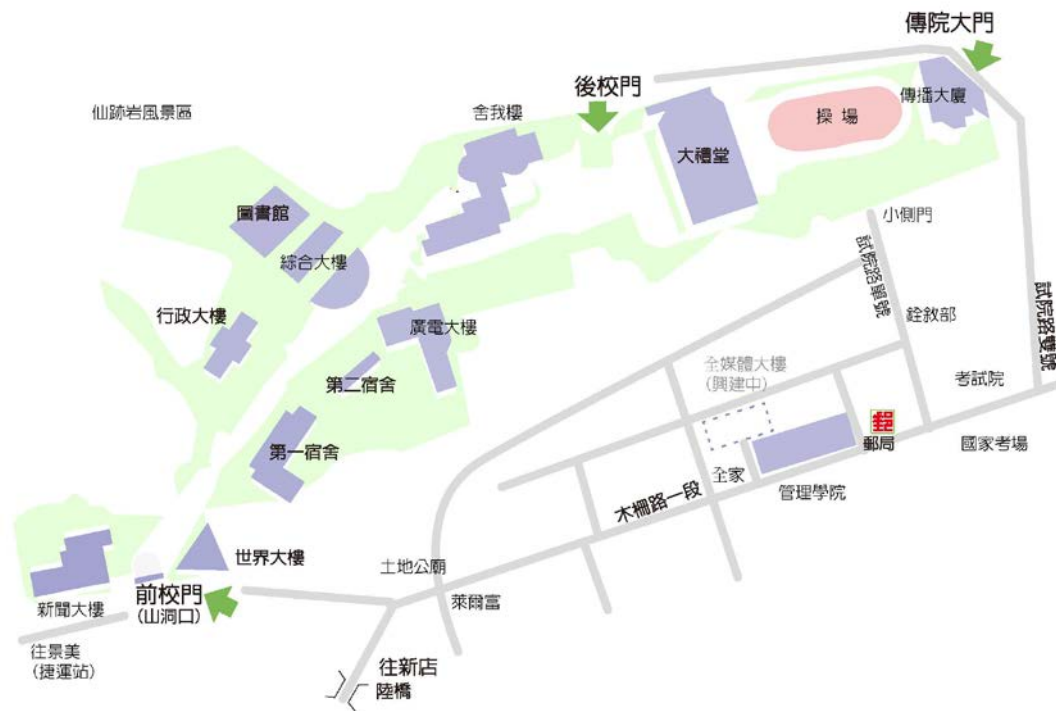 傳院大門
後校門
仙跡岩風景區
舍我樓
傳播大廈
操 場
大禮堂
圖書館
小側門
綜合大樓
試院路單號
行政大樓
廣電大樓
銓敘部
試院路雙號
全媒體大樓
(興建中)
第二宿舍
考試院
郵
郵局
國家考場
第一宿舍
全家
管理學院
木柵路一段
世界大樓
土地公廟
前校門
(山洞口)
新聞大樓
萊爾富
往景美
(捷運站)
往新店
陸橋